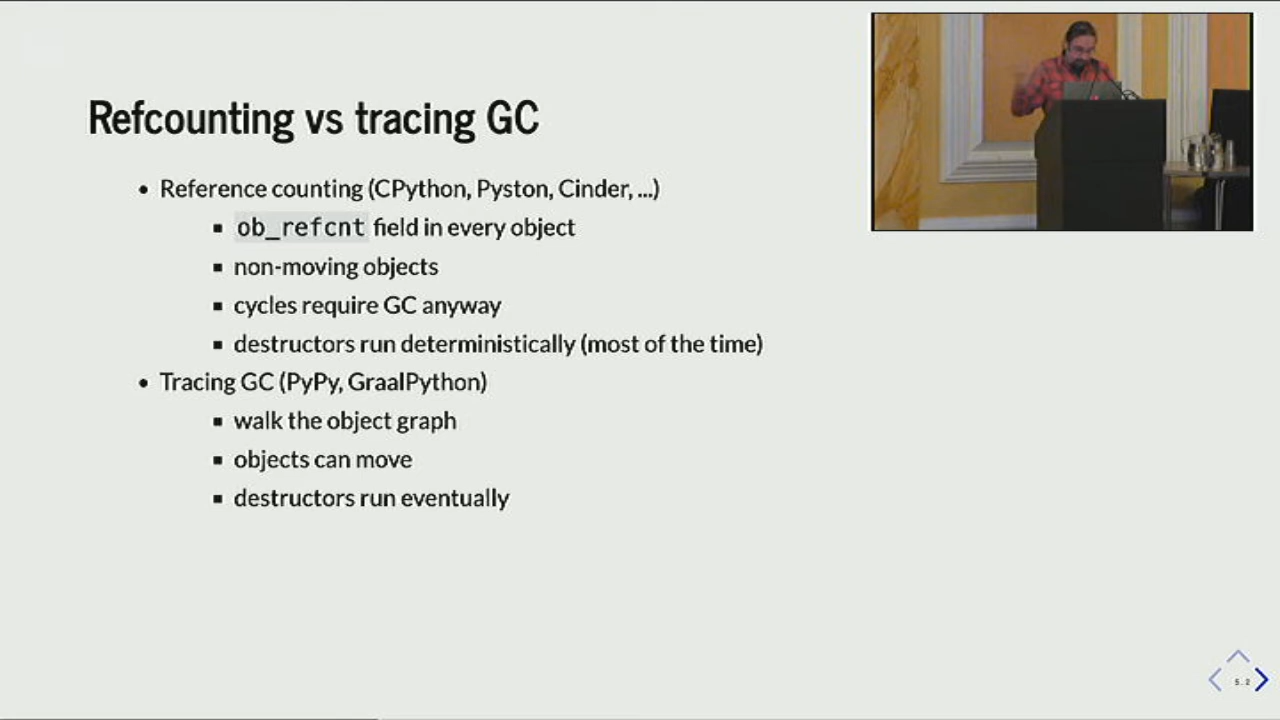 Refcounting vs tracing GC
Reference counting (CPython, Pyston, Cinder, ...)
ob_refcnt field in every object
non-moving objects
cycles require GC anyway
destructors run deterministically (most of the time)
Tracing GC (PyPy, GraalPython)
walk the object graph
objects can move
destructors run eventually
5.2